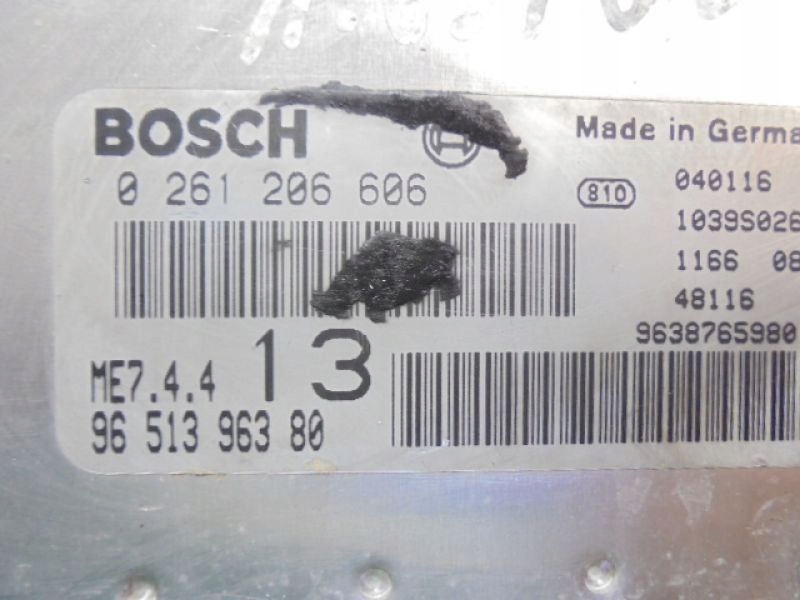 BOSCH
0 261 206 606
ME7.4.4 13
96 513 963 80
Made in Germa
810 040116
1039S026
1166 08
48116
9638765980